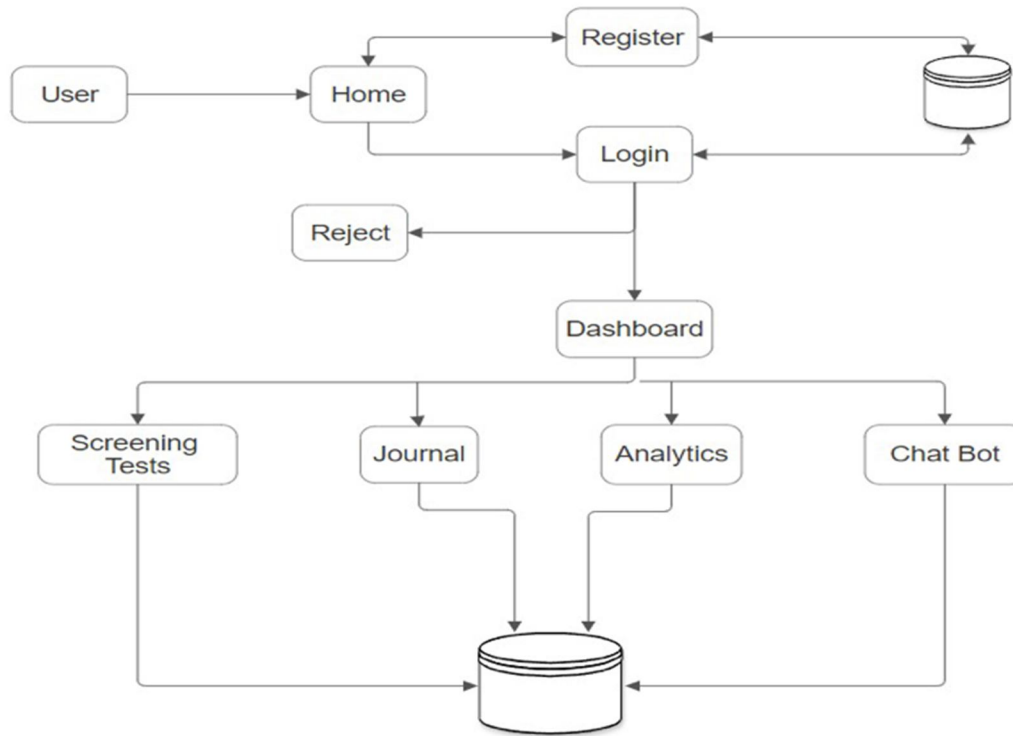 Register
User
Home
Login
Reject
Dashboard
Screening
Tests
Journal
Analytics
Chat Bot